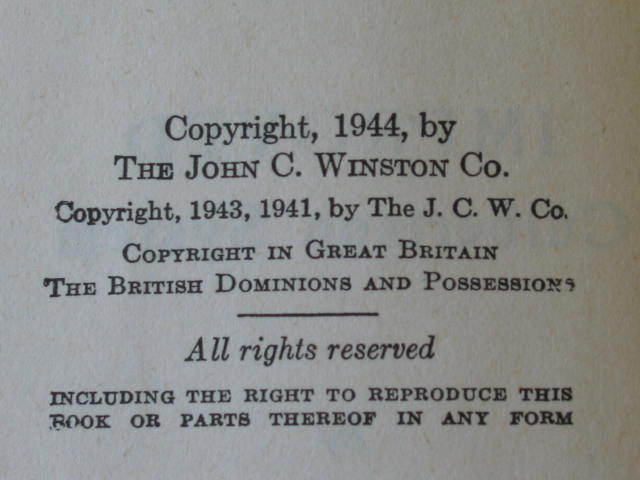 Copyright, 1944, by
THE JOHN C. WINSTON CO.
Copyright, 1943, 1941, by The J. C. W. Co.
COPYRIGHT IN GREAT BRITAIN
THE BRITISH DOMINIONS AND POSSESSIONS
All rights reserved
INCLUDING THE RIGHT TO REPRODUCE THIS
BOOK OR PARTS THEREOF IN ANY FORM